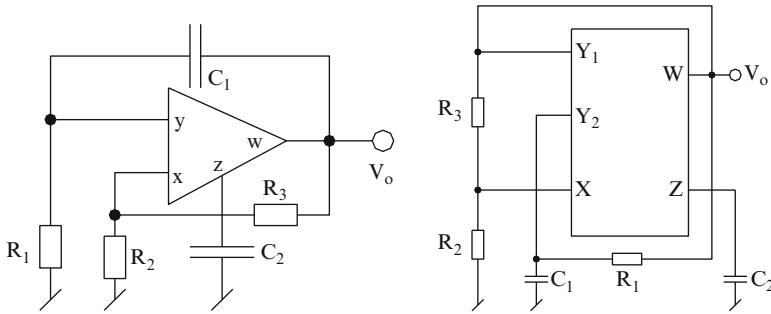 C₁
y
w
z
x
Vₒ
R₃
R₁
R₂
C₂
Y₁
W
Vₒ
R₃
Y₂
X
Z
R₂
C₁
R₁
C₂